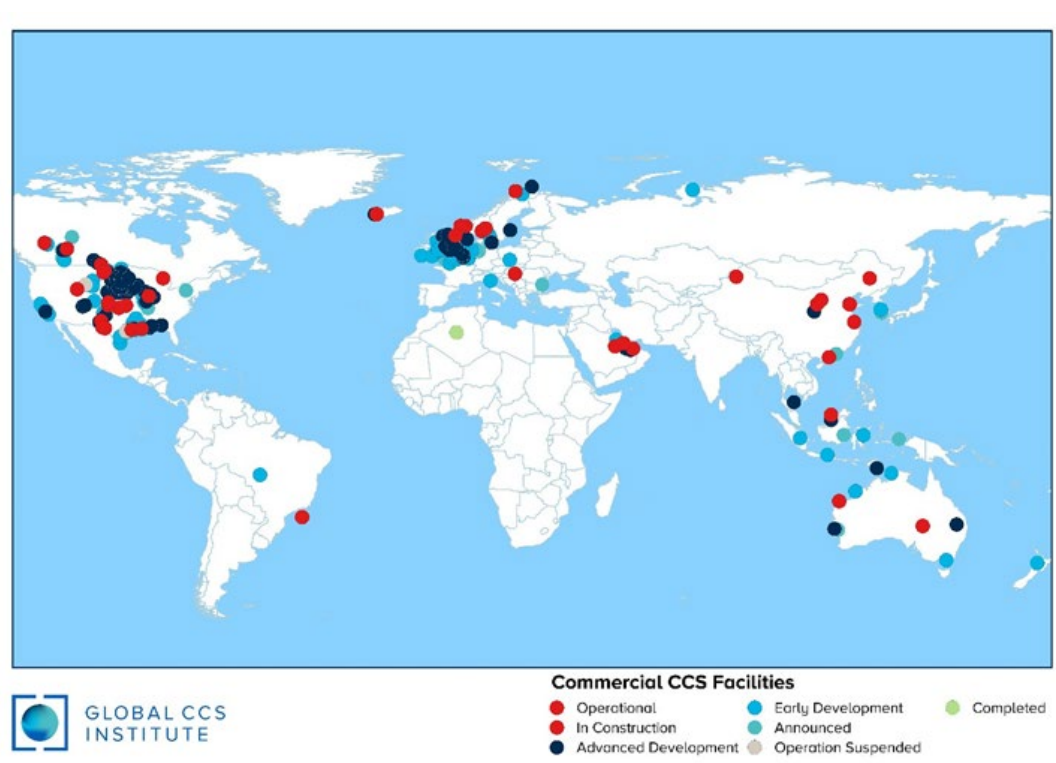 Commercial CCS Facilities
Operational
In Construction
Advanced Development
Early Development
Announced
Operation Suspended
Completed
GLOBAL CCS
INSTITUTE